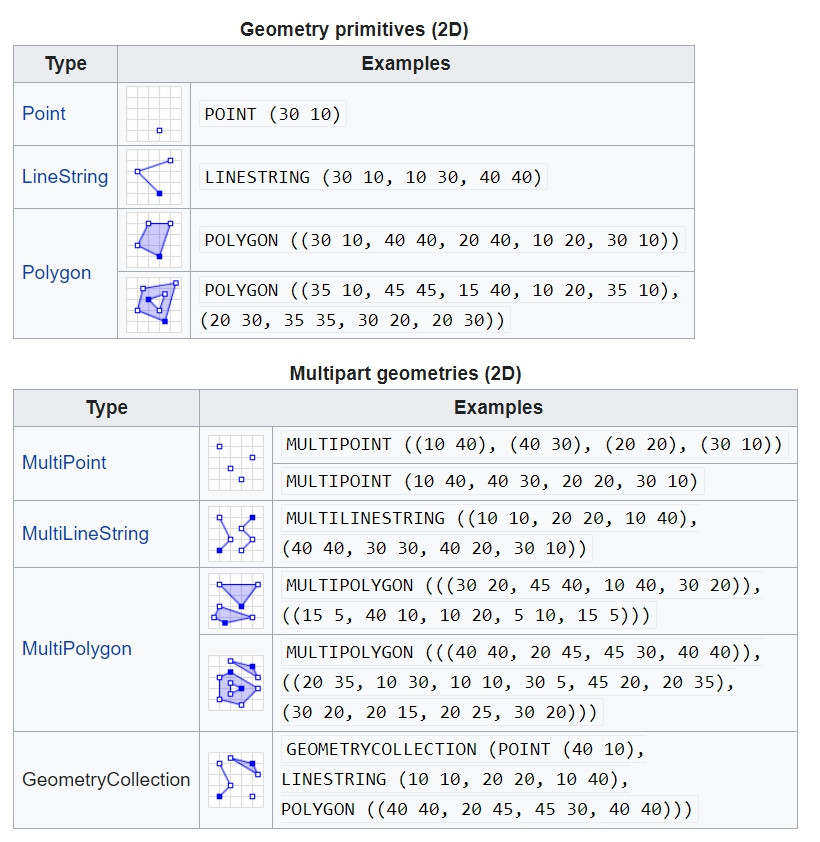 Geometry primitives (2D)
Type Examples
Point POINT (30 10)
LineString LINESTRING (30 10, 10 30, 40 40)
Polygon
POLYGON ((30 10, 40 40, 20 40, 10 20, 30 10))
POLYGON ((35 10, 45 45, 15 40, 10 20, 35 10),
(20 30, 35 35, 30 20, 20 30))
Multipart geometries (2D)
Type Examples
MultiPoint
MULTIPOINT ((10 40), (40 30), (20 20), (30 10))
MULTIPOINT (10 40, 40 30, 20 20, 30 10)
MultiLineString
MULTILINESTRING ((10 10, 20 20, 10 40),
(40 40, 30 30, 40 20, 30 10))
MultiPolygon
MULTIPOLYGON (((30 20, 45 40, 10 40, 30 20)),
((15 5, 40 10, 10 20, 5 10, 15 5)))
MULTIPOLYGON (((40 40, 20 45, 45 30, 40 40)),
((20 35, 10 30, 10 10, 30 5, 45 20, 20 35),
(30 20, 20 15, 20 25, 30 20)))
GeometryCollection
GEOMETRYCOLLECTION (POINT (40 10),
LINESTRING (10 10, 20 20, 10 40),
POLYGON ((40 40, 20 45, 45 30, 40 40)))